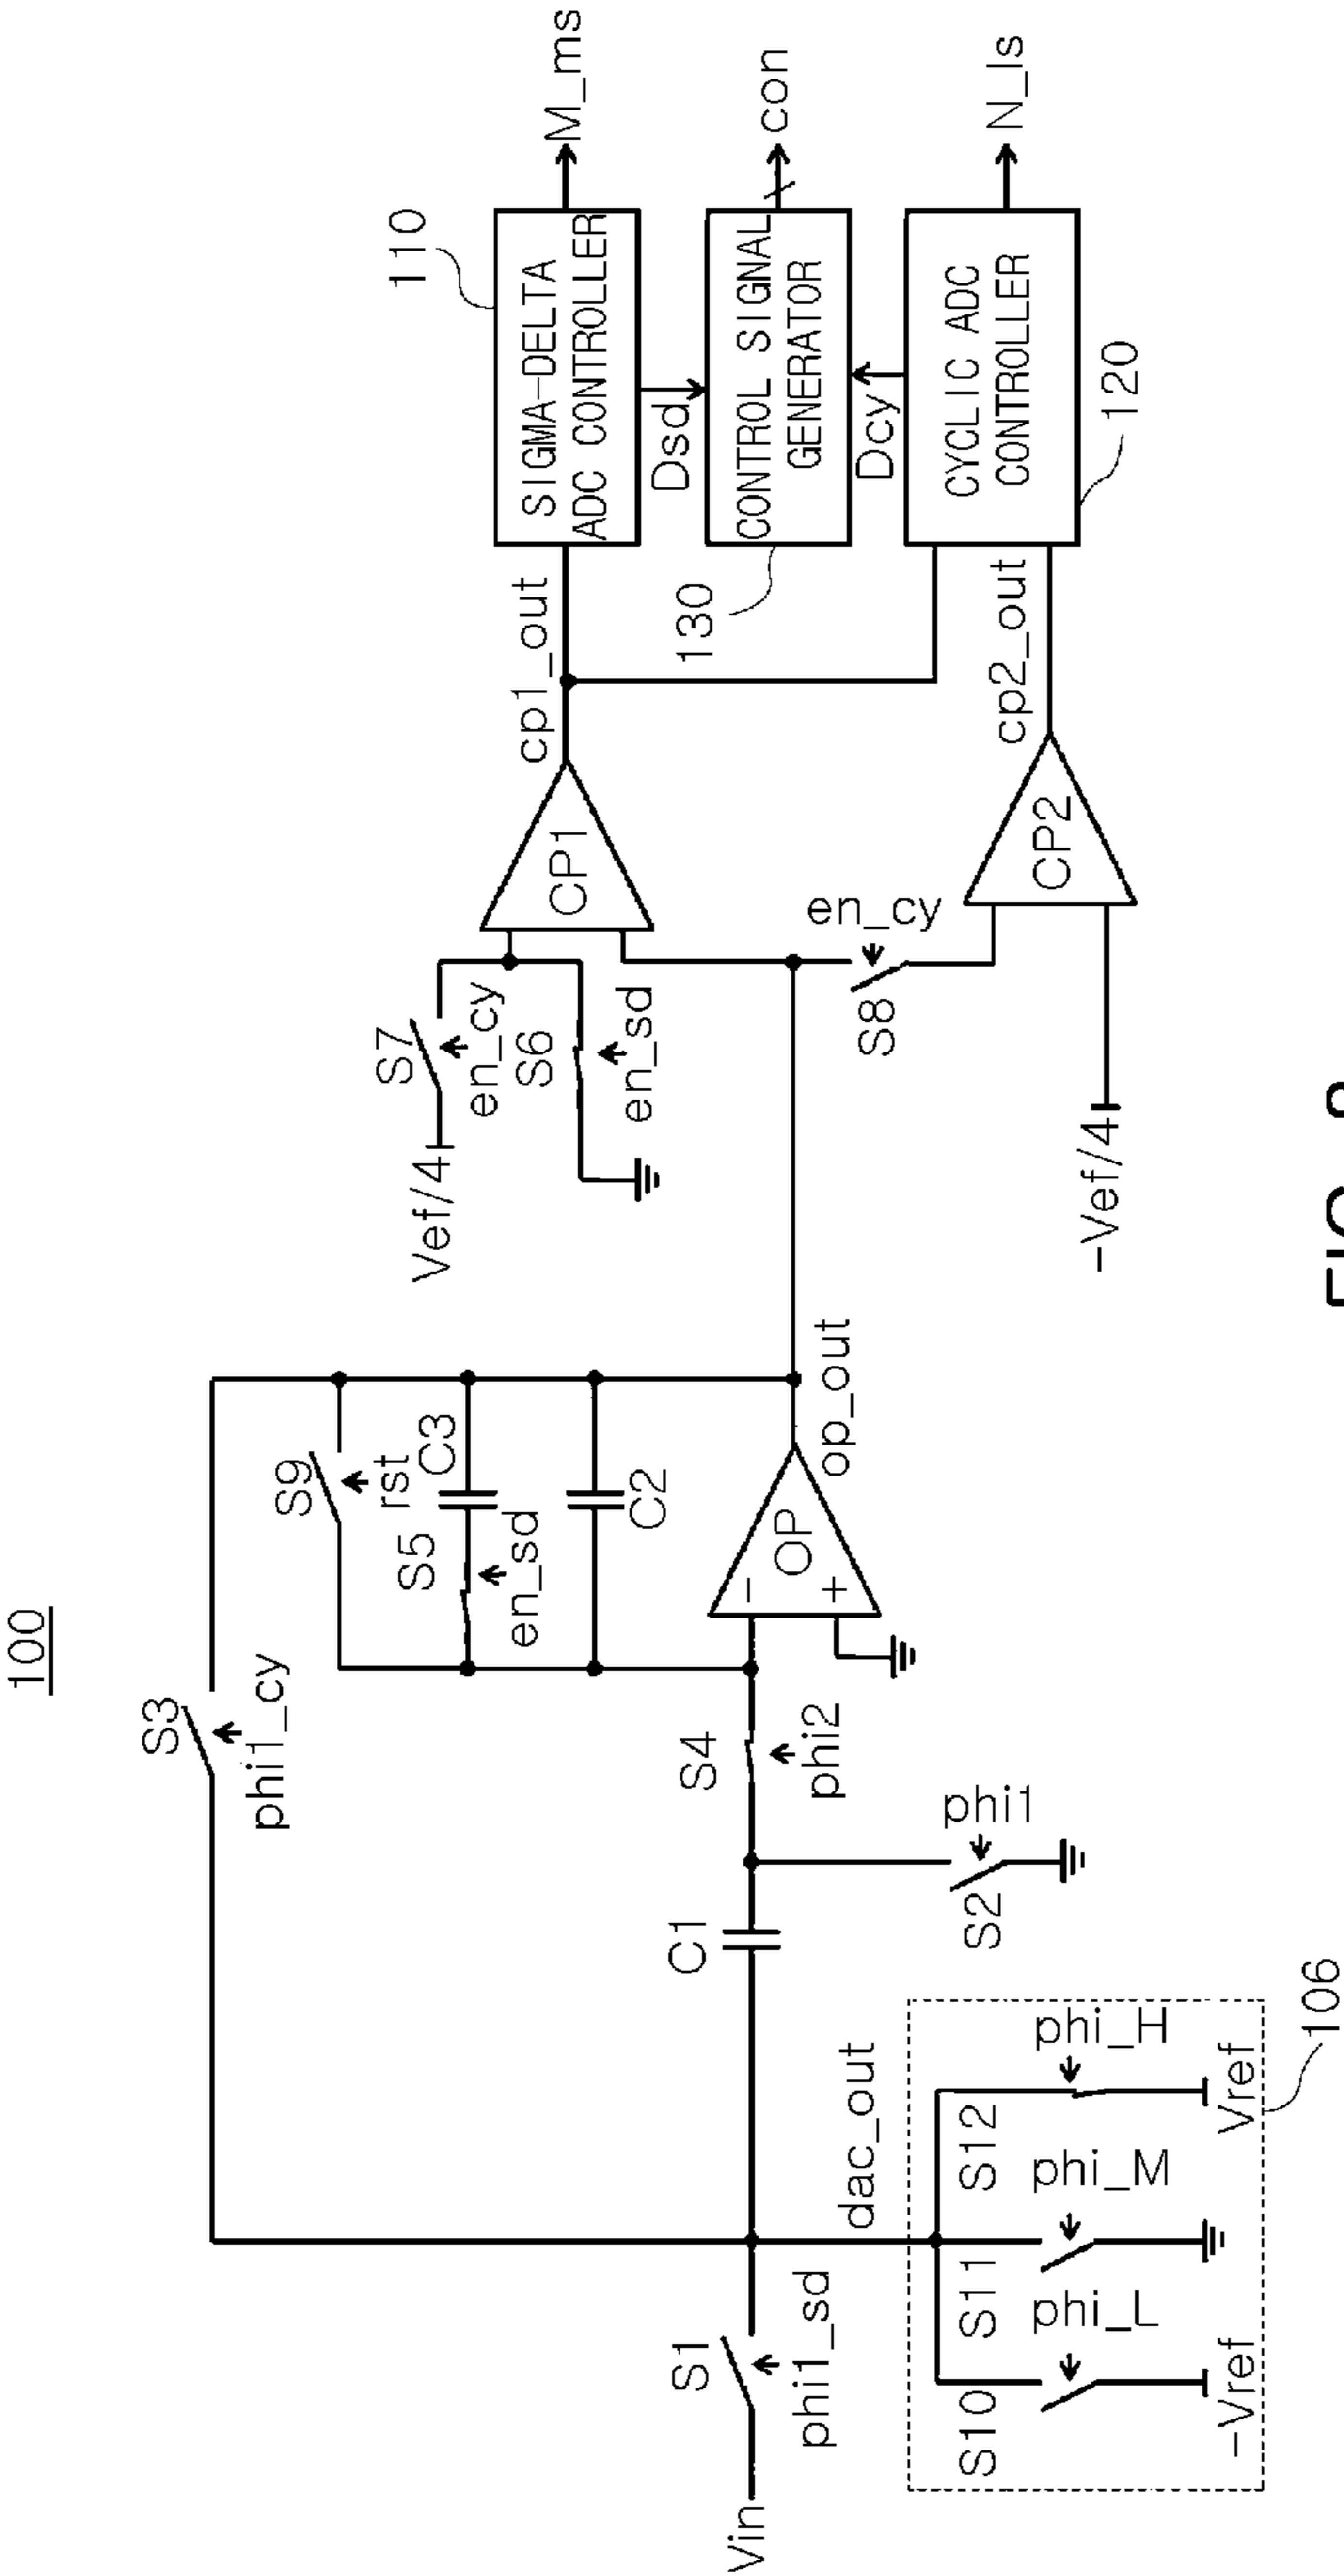 100
S3
phi1_cy
S9
rst
S5
en_sd
C3
C2
Vin
S1
phi1_sd
C1
S4
phi2
OP
-
+
op_out
S2
phi1
dac_out
S10
phi_L
-Vref
S11
phi_M
S12
phi_H
Vref
106
Vef/4
S7
en_cy
S6
en_sd
CP1
cp1_out
S8
en_cy
-Vef/4
CP2
cp2_out
110
SIGMA-DELTA
ADC CONTROLLER
M_ms
Dsd
130
CONTROL SIGNAL
GENERATOR
con
Dcy
CYCLIC ADC
CONTROLLER
N_ls
120